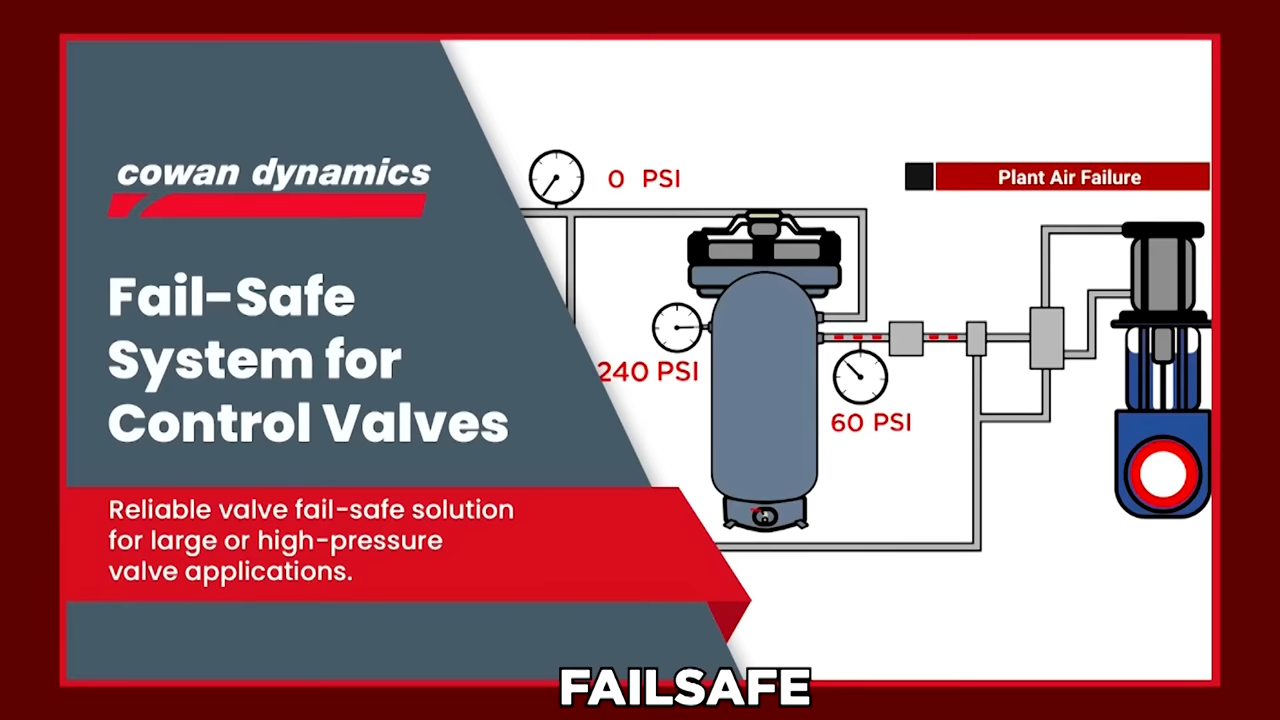 cowan dynamics
Fail-Safe
System for
Control Valves
Reliable valve fail-safe solution
for large or high-pressure
valve applications.
0 PSI
Plant Air Failure
240 PSI
60 PSI
FAILSAFE